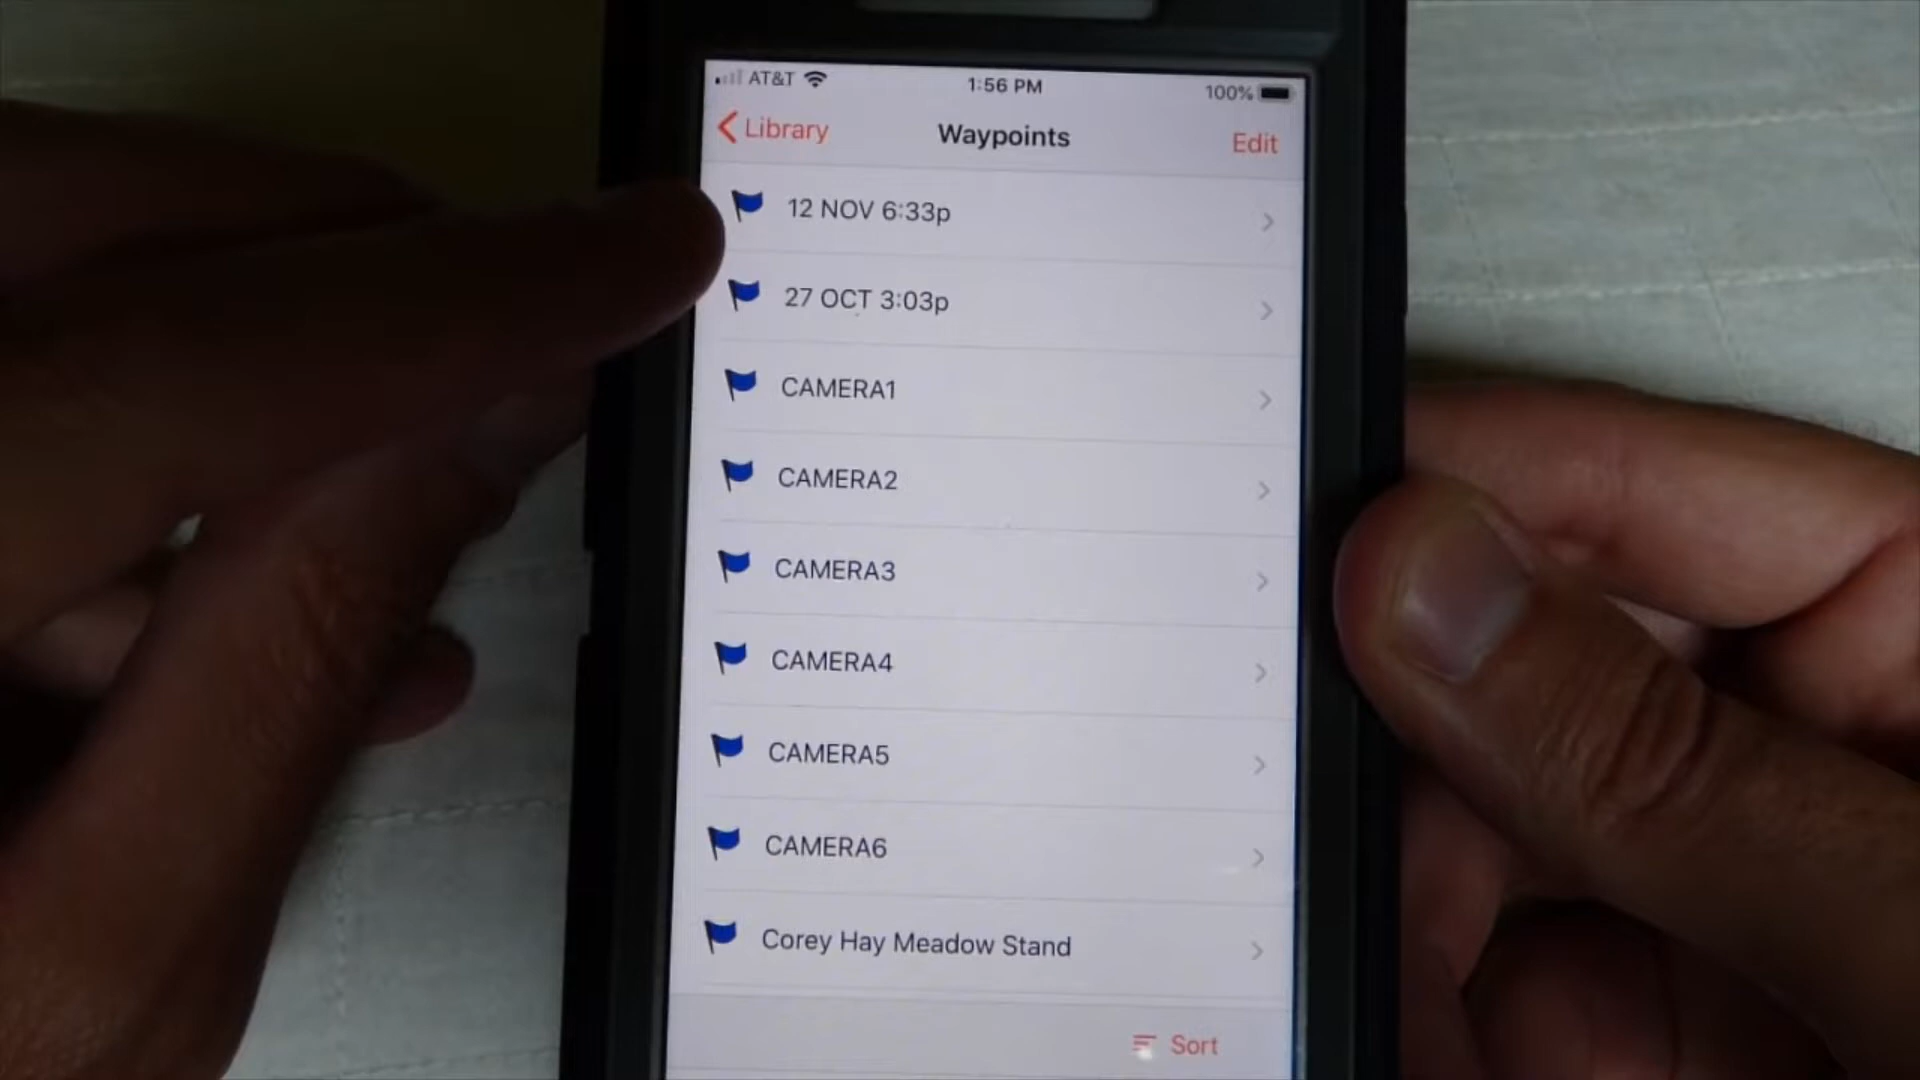 AT&T 1:56 PM 100%
Library Waypoints Edit
12 NOV 6:33p
27 OCT 3:03p
CAMERA1
CAMERA2
CAMERA3
CAMERA4
CAMERA5
CAMERA6
Corey Hay Meadow Stand
Sort